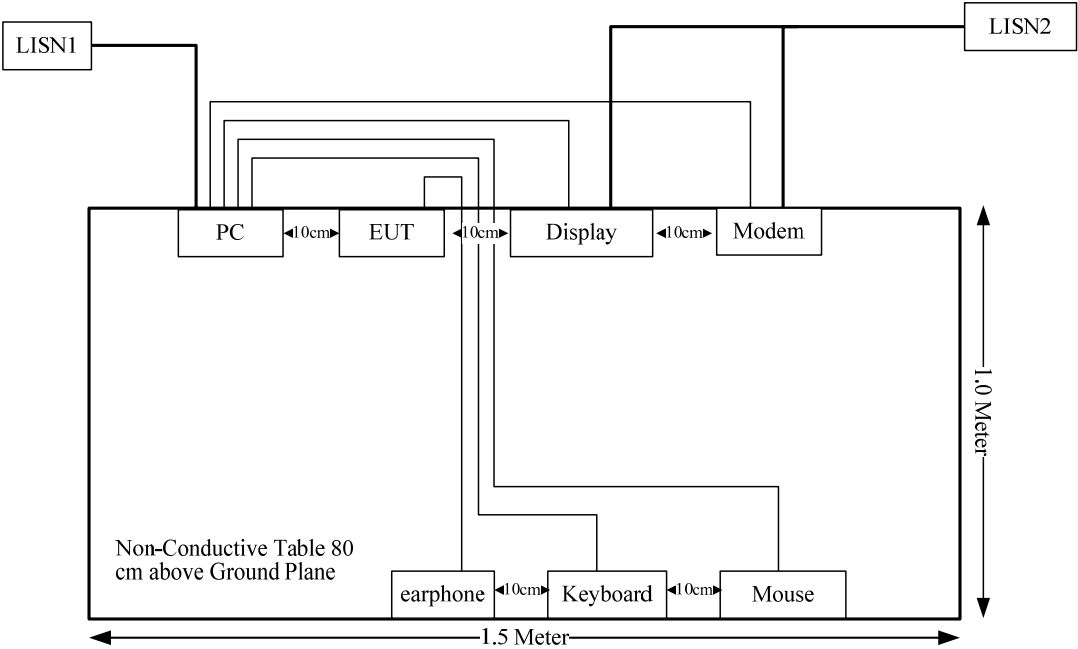 LISN1
LISN2
PC
10cm
EUT
10cm
Display
10cm
Modem
1.0 Meter
Non-Conductive Table 80
cm above Ground Plane
earphone
10cm
Keyboard
10cm
Mouse
1.5 Meter